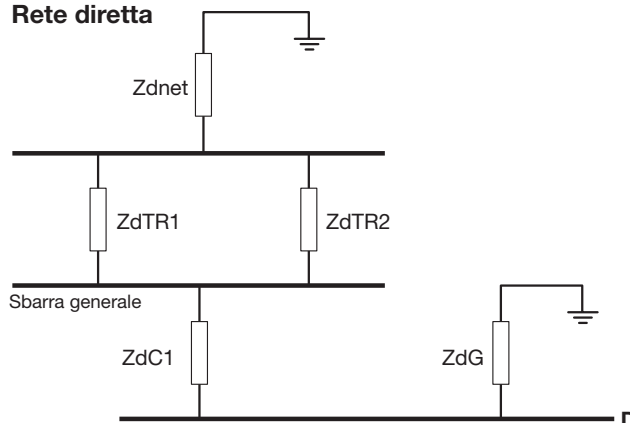 Rete diretta
Zdnet
ZdTR1
ZdTR2
Sbarra generale
ZdC1
ZdG